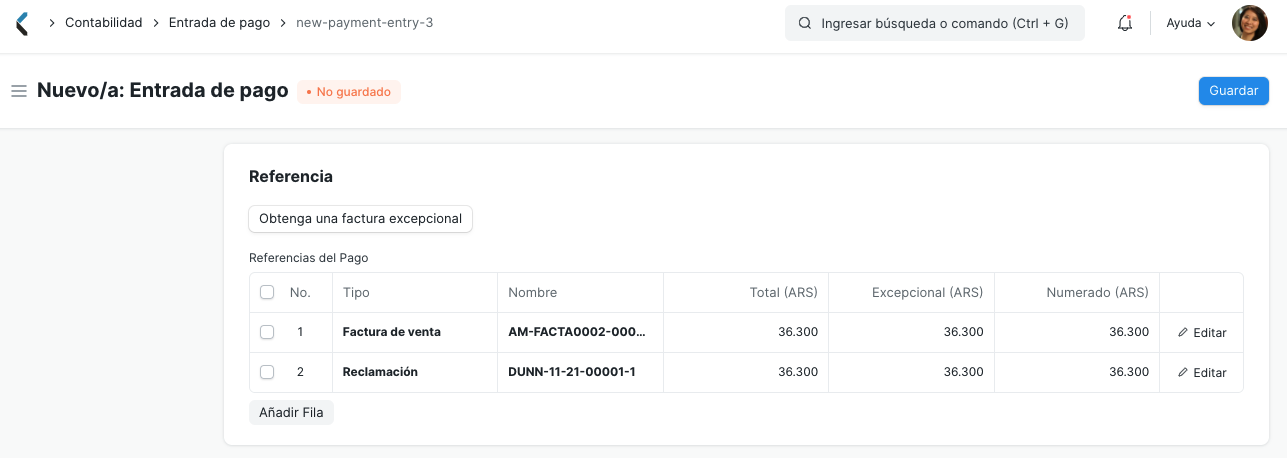 Contabilidad
Entrada de pago
new-payment-entry-3
Ingresar búsqueda o comando (Ctrl + G)
Ayuda
Nuevo/a: Entrada de pago
No guardado
Guardar
Referencia
Obtenga una factura excepcional
Referencias del Pago
No. Tipo Nombre Total (ARS) Excepcional (ARS) Numerado (ARS)
1 Factura de venta AM-FACTA0002-000... 36.300 36.300 36.300 Editar
2 Reclamación DUNN-11-21-00001-1 36.300 36.300 36.300 Editar
Añadir Fila